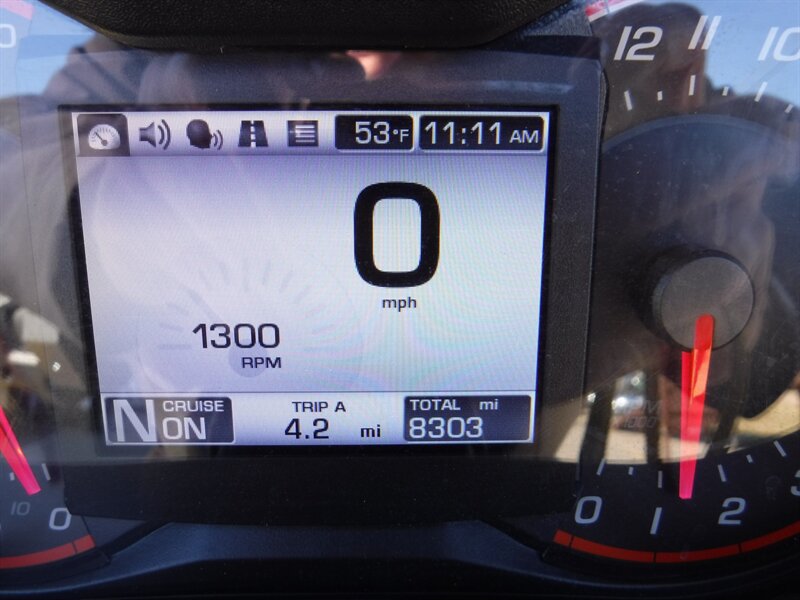 12 11 10
53°F 11:11 AM
0
mph
1300
RPM
N CRUISE ON
TRIP A
4.2 mi
TOTAL mi
8303
10 0
0 1 2 3